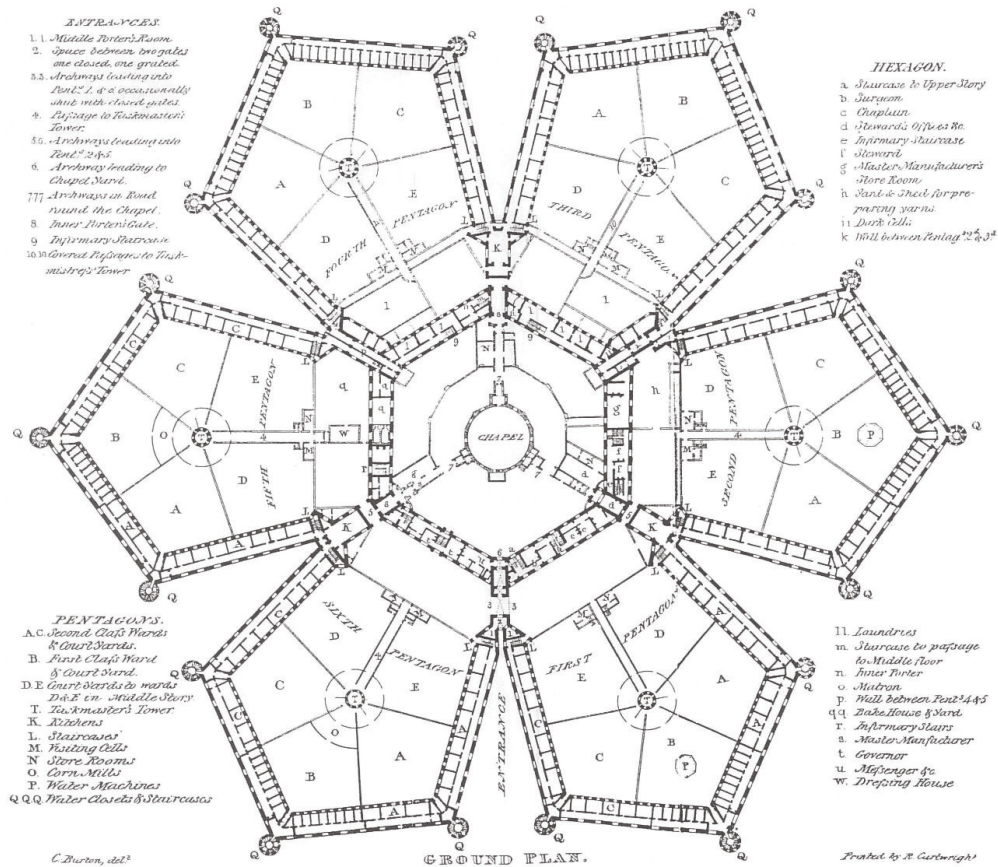 ENTRANCES.
1.1. Middle Porter's Room
2. Space between two gates
one closed, one grated.
3.3. Archways leading into
Pent.s 1. & 6 occasionally
shut with closed gates.
4. Passage to Taskmaster's
Tower.
5.5. Archways leading into
Pent.s 2 & 5.
6. Archway leading to
Chapel Yard.
777 Archways in Road
round the Chapel.
8. Inner Porter's Gate.
9. Infirmary Staircase
10.10 Covered Passages to Task-
mistress' Tower
HEXAGON.
a Staircase to Upper Story
b. Surgeon
c Chaplain
d Steward's Offices &c.
e Infirmary Staircase
f Steward
g Master Manufacturer's
Store Room
h Yard & Shed for pre-
paring yarns.
i i Dark Cells
k Wall between Pentag.s 2.d & 3.d
FOURTH PENTAGON
THIRD PENTAGON
FIFTH PENTAGON
CHAPEL
SECOND PENTAGON
SIXTH PENTAGON
FIRST PENTAGON
ENTRANCE
PENTAGONS.
A.C. Second Class Wards
& Court Yards.
B. First Class Ward
& Court Yard.
D.E Court Yards to wards
D & E in Middle Story
T. Taskmaster's Tower
K. Kitchens
L. Staircases
M. Visiting Cells
N Store Rooms
O. Corn Mills
P. Water Machines
Q Q.Q. Water Closets & Staircases
ll. Laundries
m Staircase to passage
to Middle floor
n Inner Porter
o Matron
p. Wall between Pent.s 4 & 5
qq Bake House & Yard
r. Infirmary Stairs
s. Master Manufacturer
t Governor
u Messenger &c
w. Dressing House
C. Burton, del.t
GROUND PLAN.
Printed by R. Cartwright